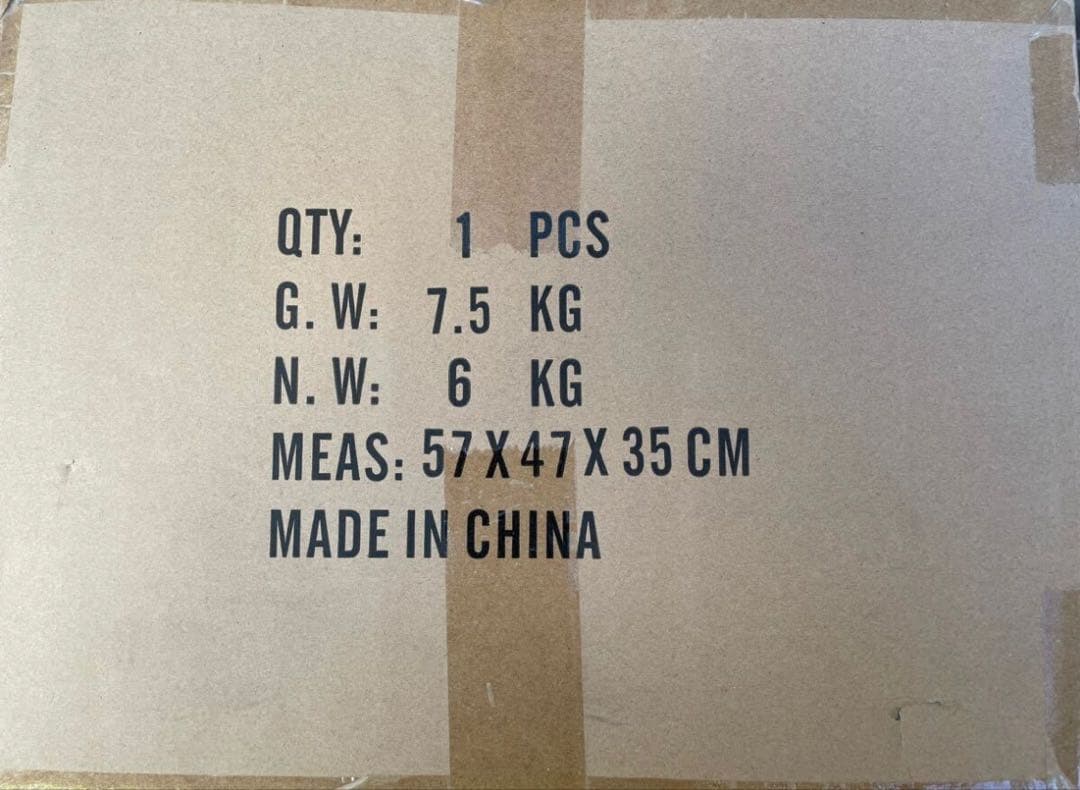 QTY: 1 PCS
G. W: 7.5 KG
N. W: 6 KG
MEAS: 57 X 47 X 35 CM
MADE IN CHINA